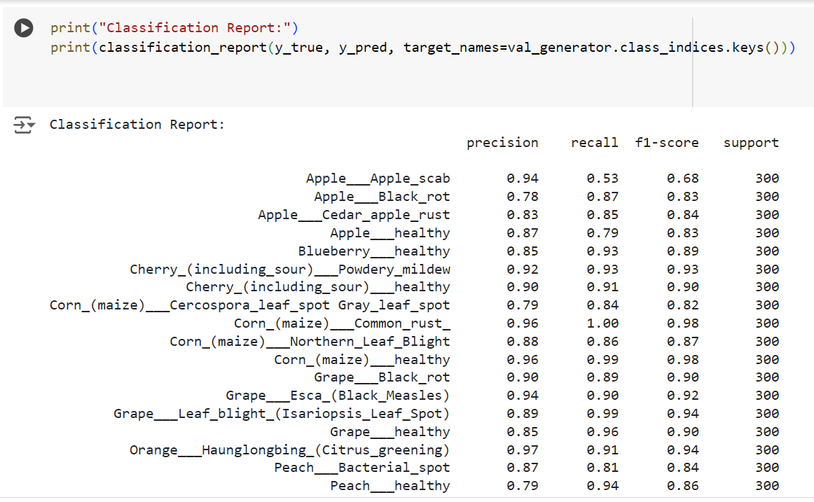 print("Classification Report:")
print(classification_report(y_true, y_pred, target_names=val_generator.class_indices.keys()))
Classification Report:
precision recall f1-score support
Apple___Apple_scab 0.94 0.53 0.68 300
Apple___Black_rot 0.78 0.87 0.83 300
Apple___Cedar_apple_rust 0.83 0.85 0.84 300
Apple___healthy 0.87 0.79 0.83 300
Blueberry___healthy 0.85 0.93 0.89 300
Cherry_(including_sour)___Powdery_mildew 0.92 0.93 0.93 300
Cherry_(including_sour)___healthy 0.90 0.91 0.90 300
Corn_(maize)___Cercospora_leaf_spot Gray_leaf_spot 0.79 0.84 0.82 300
Corn_(maize)___Common_rust_ 0.96 1.00 0.98 300
Corn_(maize)___Northern_Leaf_Blight 0.88 0.86 0.87 300
Corn_(maize)___healthy 0.96 0.99 0.98 300
Grape___Black_rot 0.90 0.89 0.90 300
Grape___Esca_(Black_Measles) 0.94 0.90 0.92 300
Grape___Leaf_blight_(Isariopsis_Leaf_Spot) 0.89 0.99 0.94 300
Grape___healthy 0.85 0.96 0.90 300
Orange___Haunglongbing_(Citrus_greening) 0.97 0.91 0.94 300
Peach___Bacterial_spot 0.87 0.81 0.84 300
Peach___healthy 0.79 0.94 0.86 300